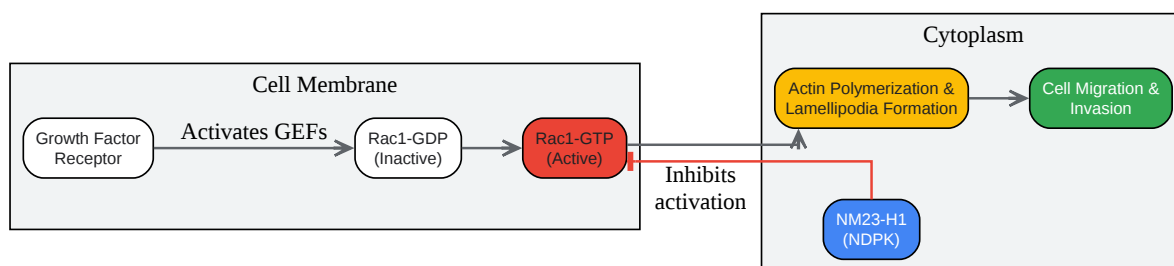 Cell Membrane
Growth Factor
Receptor
Activates GEFs
Rac1-GDP
(Inactive)
Rac1-GTP
(Active)
Inhibits
activation
Cytoplasm
Actin Polymerization &
Lamellipodia Formation
Cell Migration &
Invasion
NM23-H1
(NDPK)